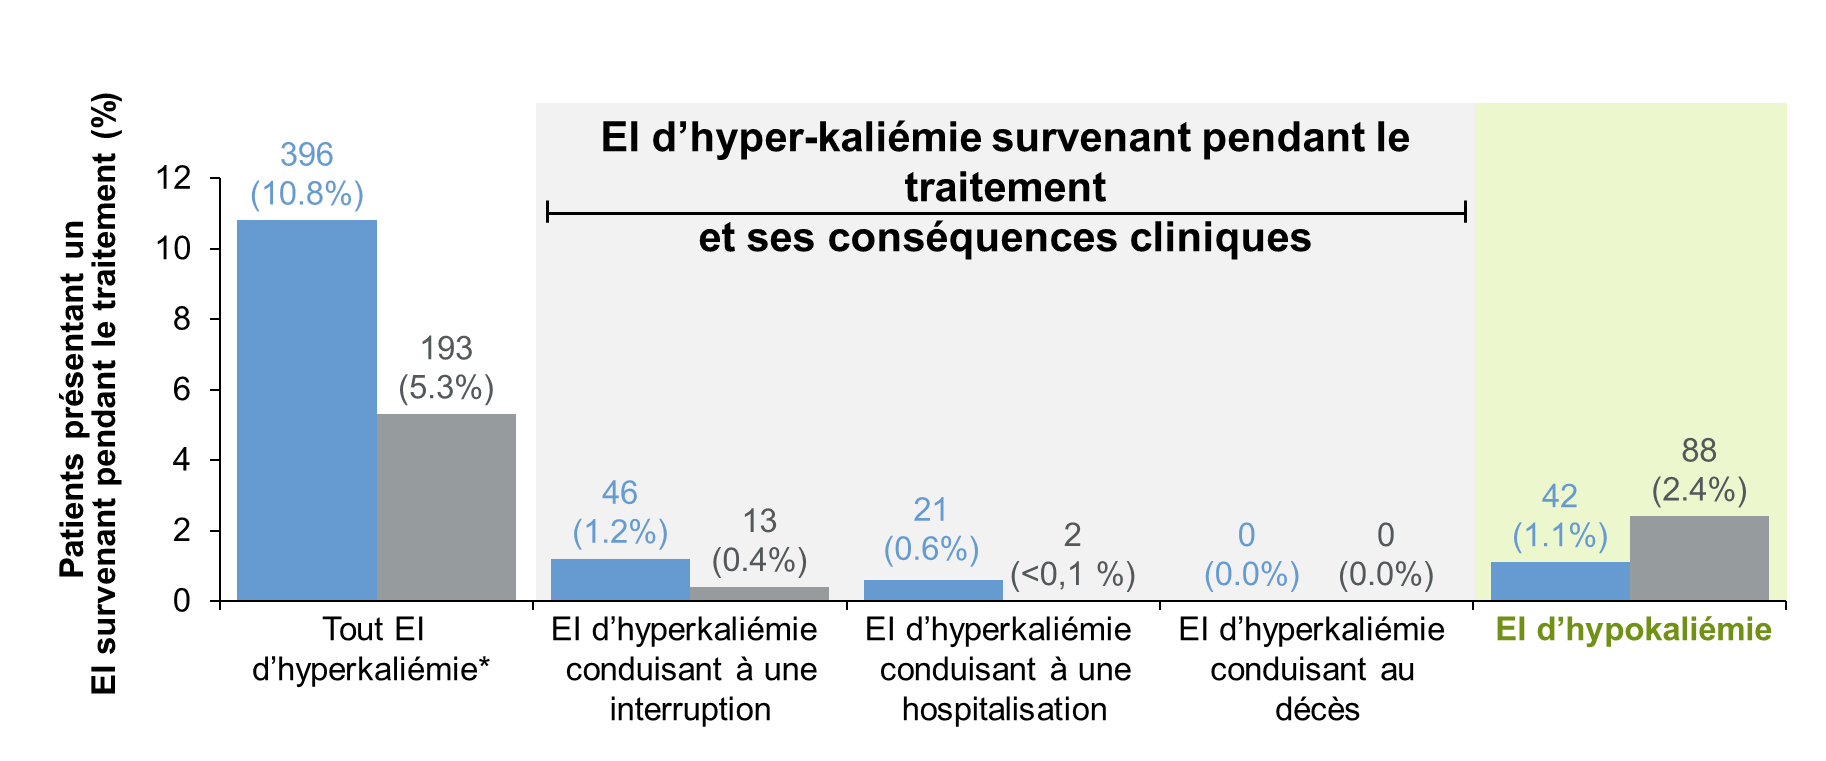 Patients présentant un
EI survenant pendant le traitement (%)
12
10
8
6
4
2
0
396
(10.8%)
193
(5.3%)
EI d’hyper-kaliémie survenant pendant le
traitement
et ses conséquences cliniques
46
(1.2%)
13
(0.4%)
21
(0.6%)
2
(<0,1 %)
0
(0.0%)
0
(0.0%)
42
(1.1%)
88
(2.4%)
Tout EI
d’hyperkaliémie*
EI d’hyperkaliémie
conduisant à une
interruption
EI d’hyperkaliémie
conduisant à une
hospitalisation
EI d’hyperkaliémie
conduisant au
décès
EI d’hypokaliémie